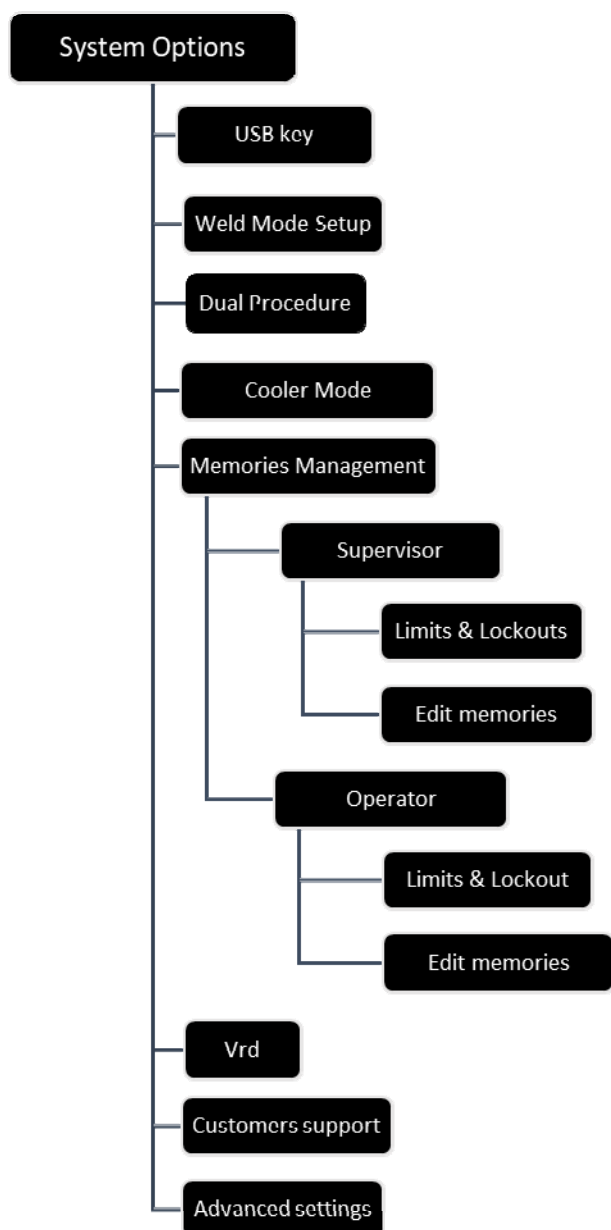 System Options
USB key
Weld Mode Setup
Dual Procedure
Cooler Mode
Memories Management
Supervisor
Limits & Lockouts
Edit memories
Operator
Limits & Lockout
Edit memories
Vrd
Customers support
Advanced settings